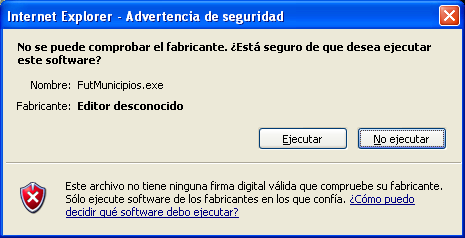 Internet Explorer - Advertencia de seguridad
No se puede comprobar el fabricante. ¿Está seguro de que desea ejecutar
este software?
Nombre: FutMunicipios.exe
Fabricante: Editor desconocido
Ejecutar No ejecutar
Este archivo no tiene ninguna firma digital válida que compruebe su fabricante.
Sólo ejecute software de los fabricantes en los que confía. ¿Cómo puedo
decidir qué software debo ejecutar?